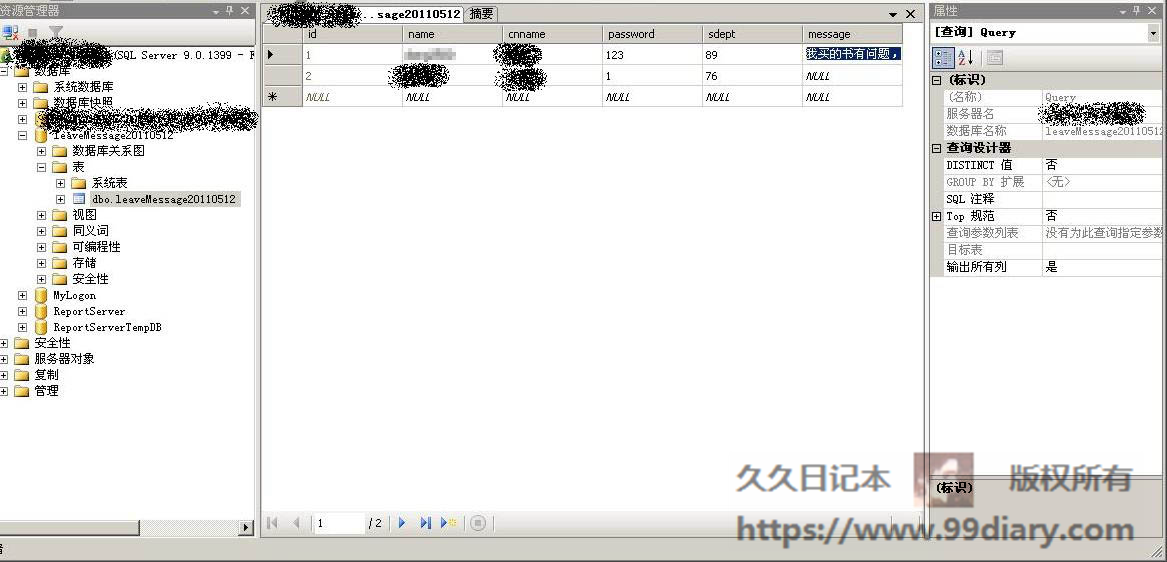 资源管理器
(SQL Server 9.0.1399 -
数据库
系统数据库
数据库快照
leaveMessage20110512
数据库关系图
表
系统表
dbo.leaveMessage20110512
视图
同义词
可编程性
存储
安全性
MyLogon
ReportServer
ReportServerTempDB
安全性
服务器对象
复制
管理
..sage20110512 摘要
id name cnname password sdept message
1 123 89 我买的书有问题，
2 1 76 NULL
NULL NULL NULL NULL NULL NULL
1 / 2
属性
[查询] Query
(标识)
(名称) Query
服务器名
数据库名称 leaveMessage20110512
查询设计器
DISTINCT 值 否
GROUP BY 扩展 <无>
SQL 注释
Top 规范 否
查询参数列表 没有为此查询指定参数
目标表
输出所有列 是
(标识)
久久日记本 版权所有
https://www.99diary.com